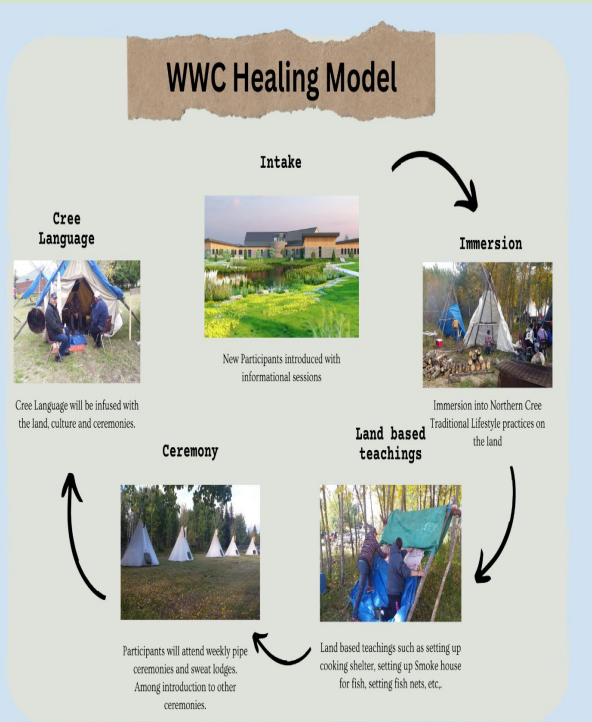 WWC Healing Model
Intake
New Participants introduced with
informational sessions
Immersion
Immersion into Northern Cree
Traditional Lifestyle practices on
the land
Land based
teachings
Land based teachings such as setting up
cooking shelter, setting up Smoke house
for fish, setting fish nets, etc,.
Ceremony
Participants will attend weekly pipe
ceremonies and sweat lodges.
Among introduction to other
ceremonies.
Cree
Language
Cree Language will be infused with
the land, culture and ceremonies.